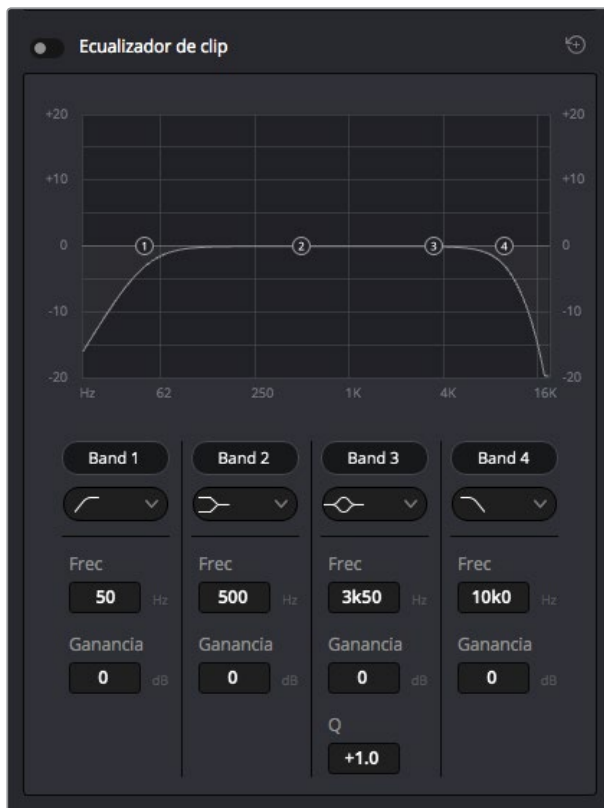 Ecualizador de clip
+20 +20
+10 +10
0 1 2 3 4 0
-10 -10
-20 -20
Hz 62 250 1K 4K 16K
Band 1 Band 2 Band 3 Band 4
Frec Frec Frec Frec
50 Hz 500 Hz 3k50 Hz 10k0 Hz
Ganancia Ganancia Ganancia Ganancia
0 dB 0 dB 0 dB 0 dB
Q
+1.0